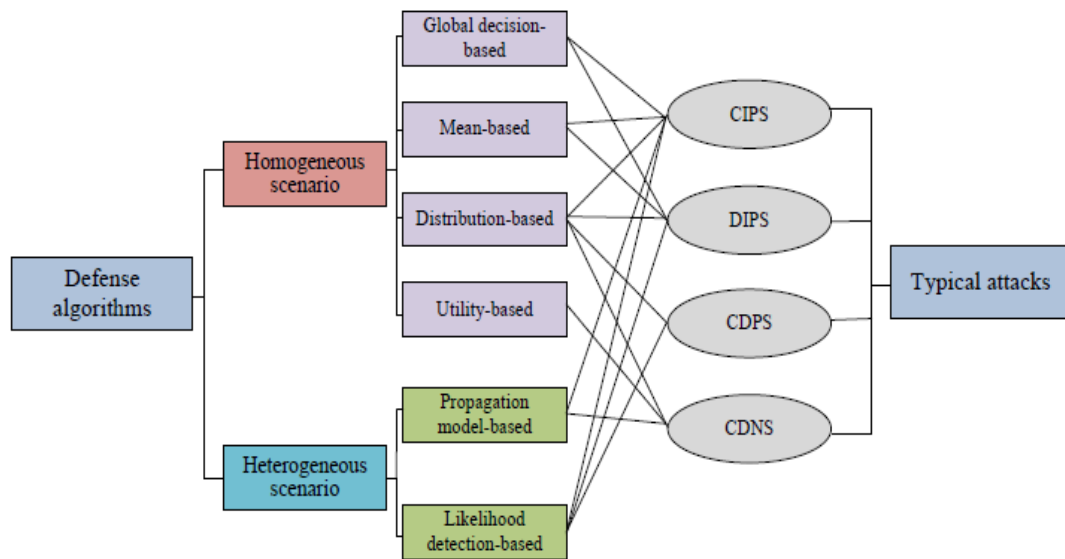 Defense
algorithms
Homogeneous
scenario
Heterogeneous
scenario
Global decision-
based
Mean-based
Distribution-based
Utility-based
Propagation
model-based
Likelihood
detection-based
CIPS
DIPS
CDPS
CDNS
Typical attacks